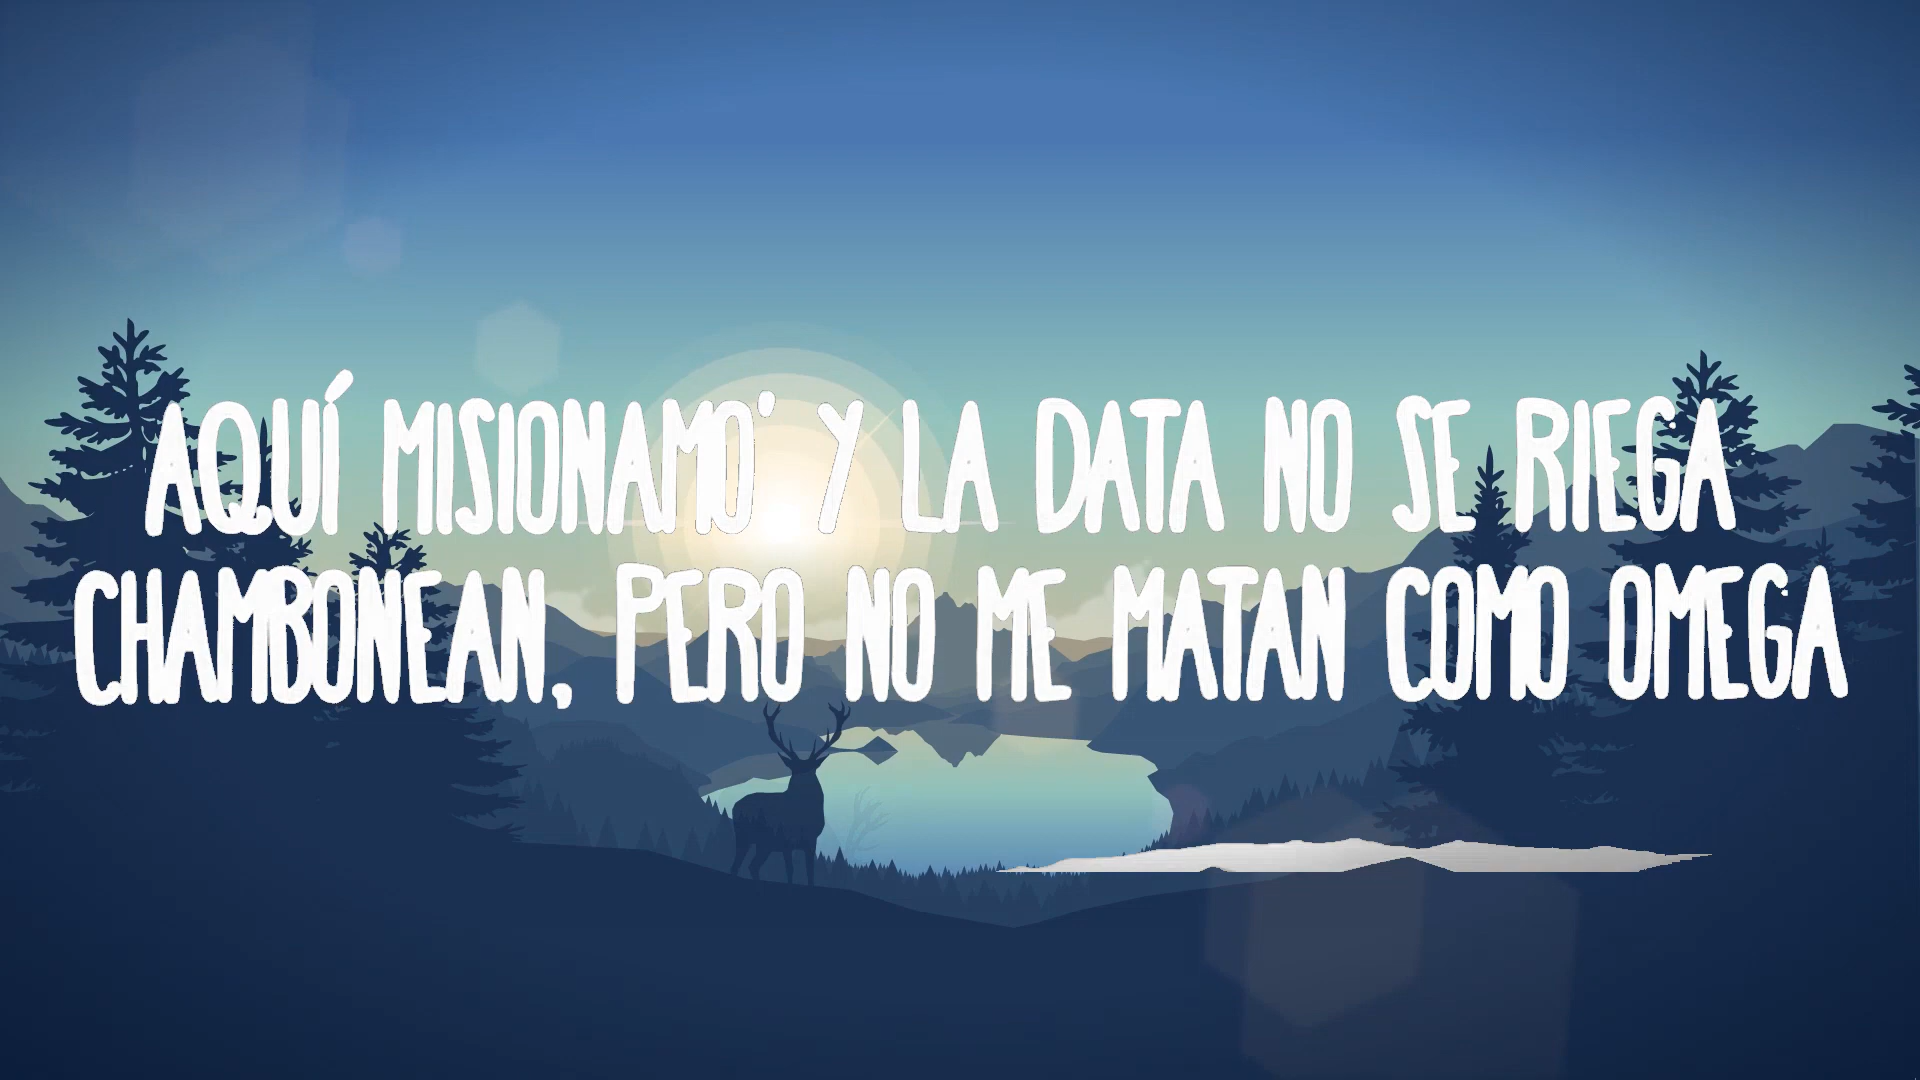 AQUÍ MISIONAMO' Y LA DATA NO SE RIEGA
CHAMBONEAN, PERO NO ME MATAN COMO OMEGA